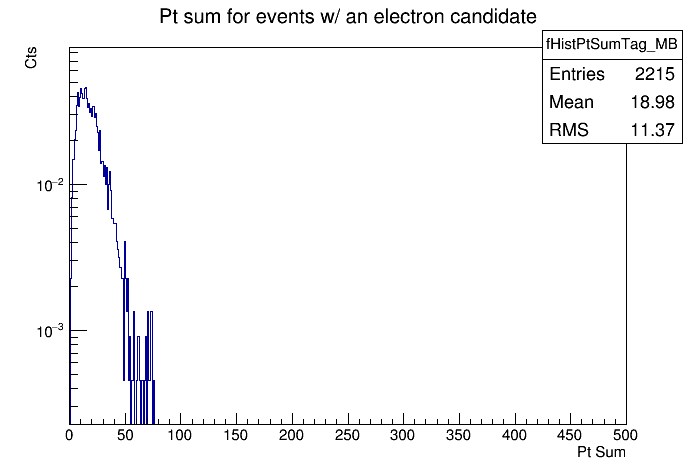 Pt sum for events w/ an electron candidate
fHistPtSumTag_MB
Entries 2215
Mean 18.98
RMS 11.37
Cts
10⁻²
10⁻³
0 50 100 150 200 250 300 350 400 450 500
Pt Sum